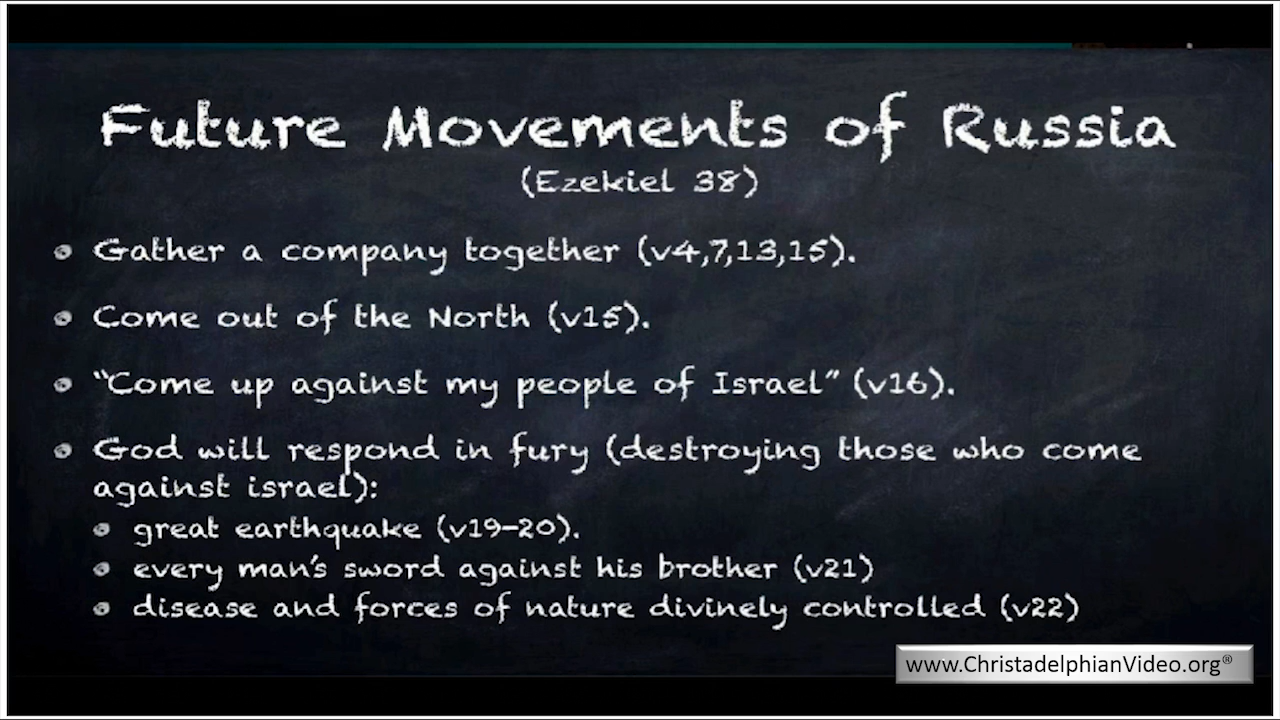 Future Movements of Russia
(Ezekiel 38)
Gather a company together (v4,7,13,15).
Come out of the North (v15).
“Come up against my people of Israel” (v16).
God will respond in fury (destroying those who come
against israel):
great earthquake (v19-20).
every man’s sword against his brother (v21)
disease and forces of nature divinely controlled (v22)
www.ChristadelphianVideo.org®